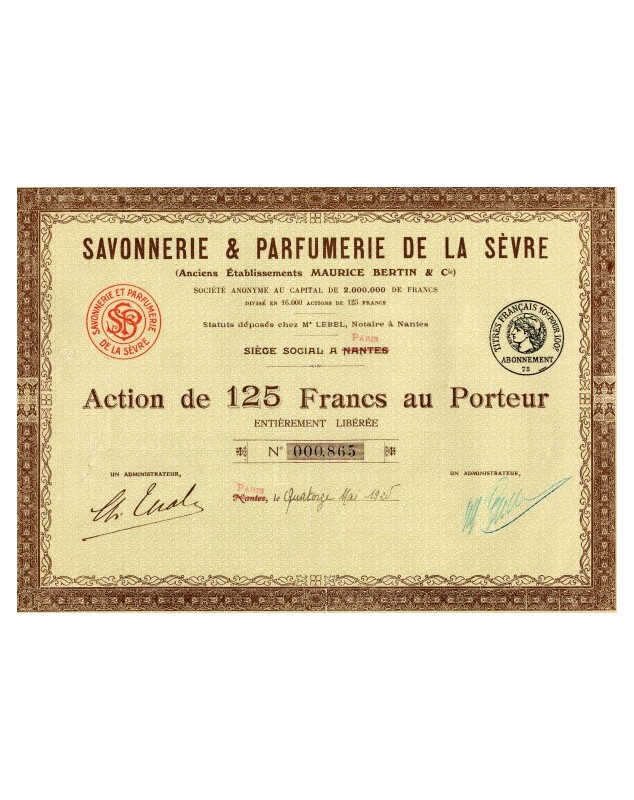 SAVONNERIE & PARFUMERIE DE LA SÈVRE
(Anciens Établissements MAURICE BERTIN & Cie)
SOCIÉTÉ ANONYME AU CAPITAL DE 2.000.000 DE FRANCS
DIVISÉ EN 16.000 ACTIONS DE 125 FRANCS
Statuts déposés chez Me LEBEL, Notaire à Nantes
PARIS
SIÈGE SOCIAL A NANTES
SAVONNERIE ET PARFUMERIE
SPS
DE LA SÈVRE
TITRES FRANÇAIS 10c POUR 100f
ABONNEMENT
75
Action de 125 Francs au Porteur
ENTIÈREMENT LIBÉRÉE
No 000,865
UN ADMINISTRATEUR,
UN ADMINISTRATEUR,
PARIS
Nantes, le Quatorze Mai 1925